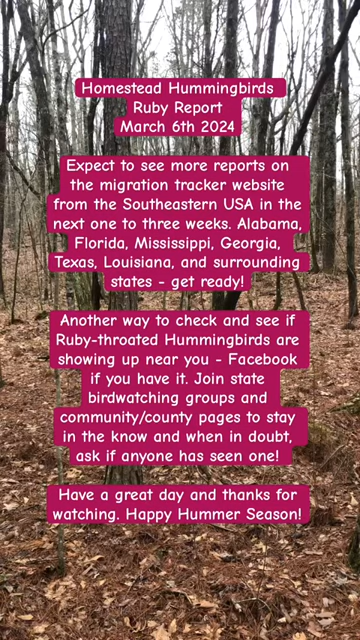 Homestead Hummingbirds
Ruby Report
March 6th 2024
Expect to see more reports on
the migration tracker website
from the Southeastern USA in the
next one to three weeks. Alabama,
Florida, Mississippi, Georgia,
Texas, Louisiana, and surrounding
states - get ready!
Another way to check and see if
Ruby-throated Hummingbirds are
showing up near you - Facebook
if you have it. Join state
birdwatching groups and
community/county pages to stay
in the know and when in doubt,
ask if anyone has seen one!
Have a great day and thanks for
watching. Happy Hummer Season!